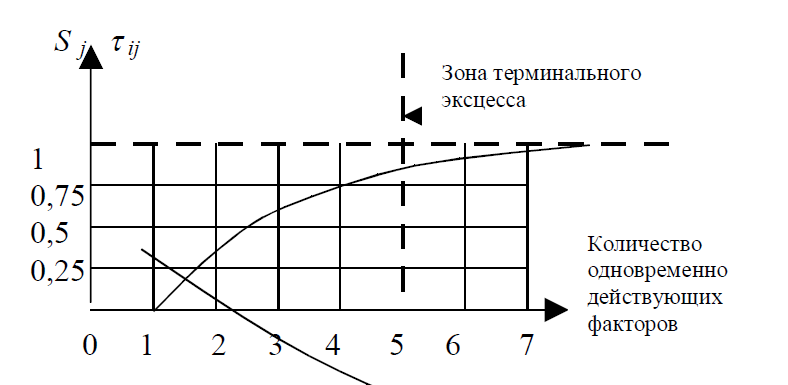 S j τ ij
Зона терминального
эксцесса
1
0,75
0,5
0,25
Количество
одновременно
действующих
факторов
0 1 2 3 4 5 6 7